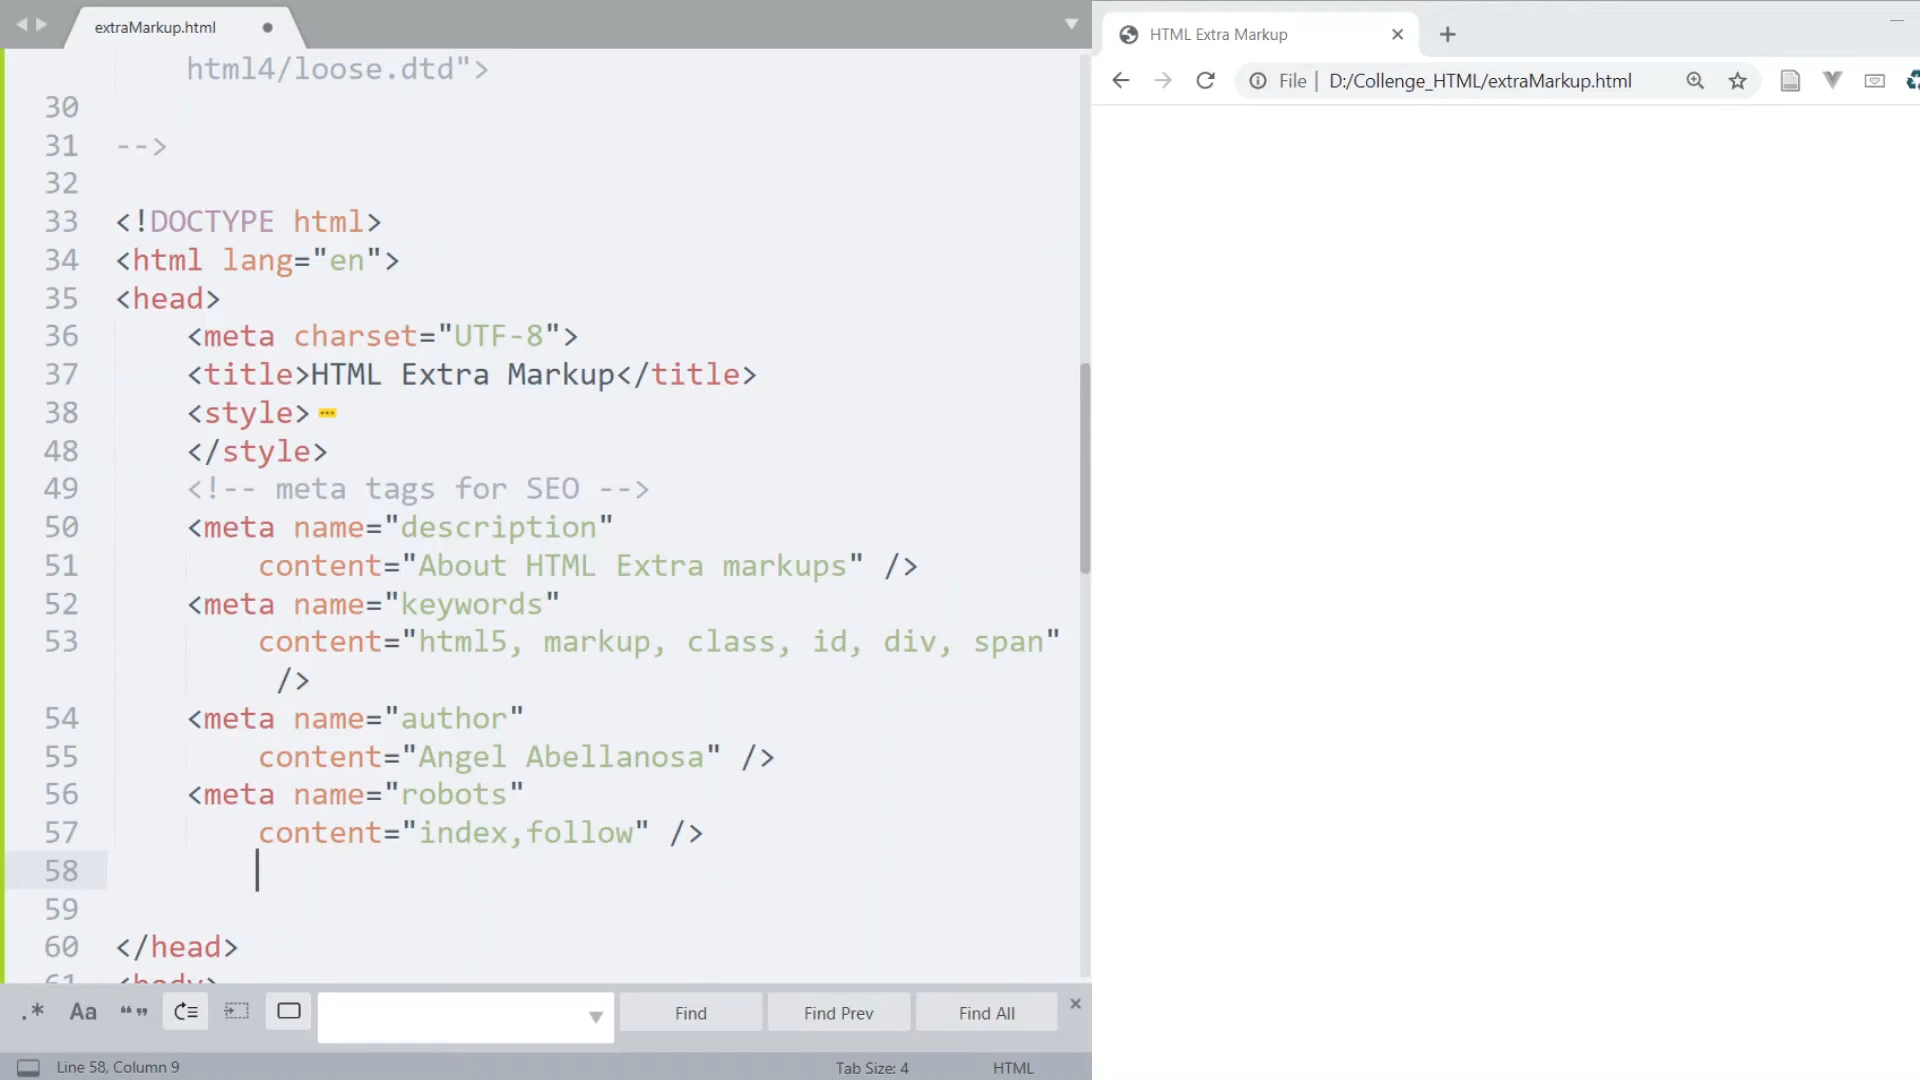 extraMarkup.html
html4/loose.dtd">
30
31 -->
32
33 <!DOCTYPE html>
34 <html lang="en">
35 <head>
36 <meta charset="UTF-8">
37 <title>HTML Extra Markup</title>
38 <style>
48 </style>
49 <!-- meta tags for SEO -->
50 <meta name="description"
51 content="About HTML Extra markups" />
52 <meta name="keywords"
53 content="html5, markup, class, id, div, span"
/>
54 <meta name="author"
55 content="Angel Abellanosa" />
56 <meta name="robots"
57 content="index,follow" />
58
59
60 </head>
61 <body>
.* Aa “” Find Find Prev Find All
Line 58, Column 9 Tab Size: 4 HTML
HTML Extra Markup
File | D:/Collenge_HTML/extraMarkup.html